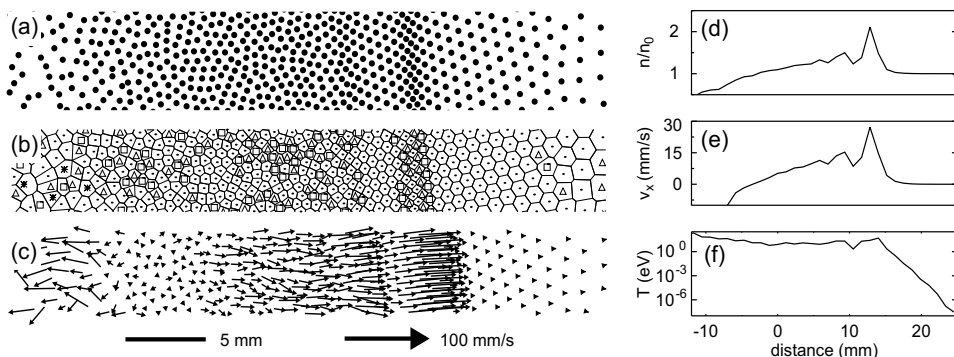 (a)
(b)
(c)
5 mm
100 mm/s
(d)
n/n0
2
1
(e)
vx (mm/s)
30
15
0
(f)
T (eV)
10^0
10^-3
10^-6
-10 0 10 20
distance (mm)